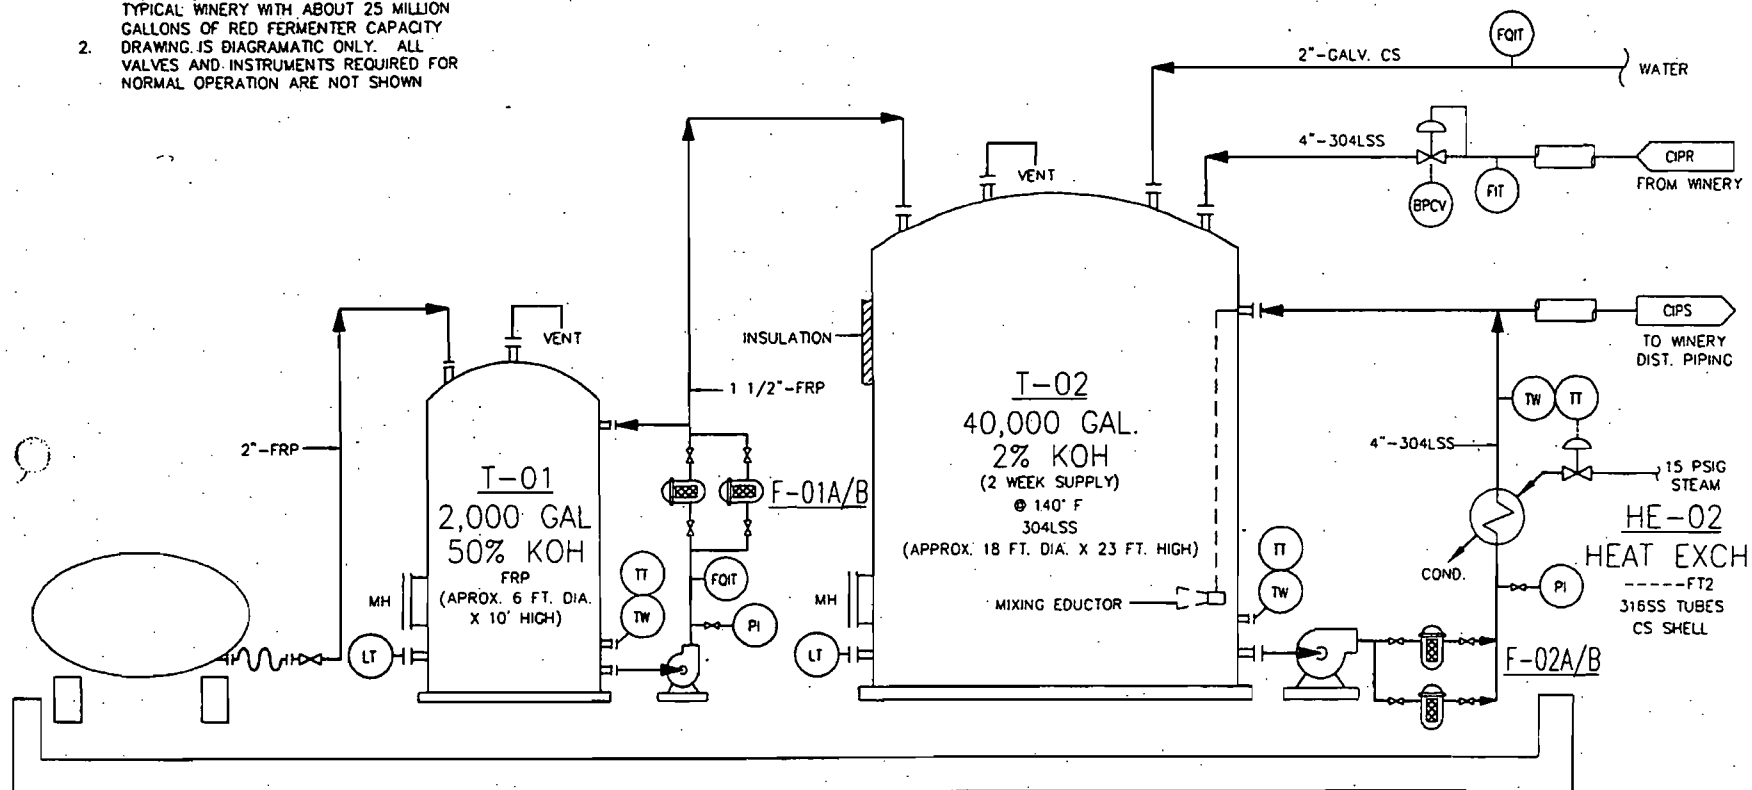 TYPICAL WINERY WITH ABOUT 25 MILLION
GALLONS OF RED FERMENTER CAPACITY
2. DRAWING IS DIAGRAMATIC ONLY. ALL
VALVES AND INSTRUMENTS REQUIRED FOR
NORMAL OPERATION ARE NOT SHOWN
FQIT
2"-GALV. CS
WATER
4"-304LSS
CIPR
FROM WINERY
BPCV
FIT
VENT
VENT
INSULATION
1 1/2"-FRP
2"-FRP
CIPS
TO WINERY
DIST. PIPING
TW
TT
4"-304LSS
15 PSIG
STEAM
T-01
2,000 GAL
50% KOH
FRP
(APROX. 6 FT. DIA.
X 10' HIGH)
F-01A/B
T-02
40,000 GAL.
2% KOH
(2 WEEK SUPPLY)
@ 140° F
304LSS
(APPROX. 18 FT. DIA. X 23 FT. HIGH)
HE-02
HEAT EXCH
-----FT2
316SS TUBES
CS SHELL
COND.
PI
MH
LT
TT
TW
FQIT
PI
MH
LT
MIXING EDUCTOR
TT
TW
F-02A/B